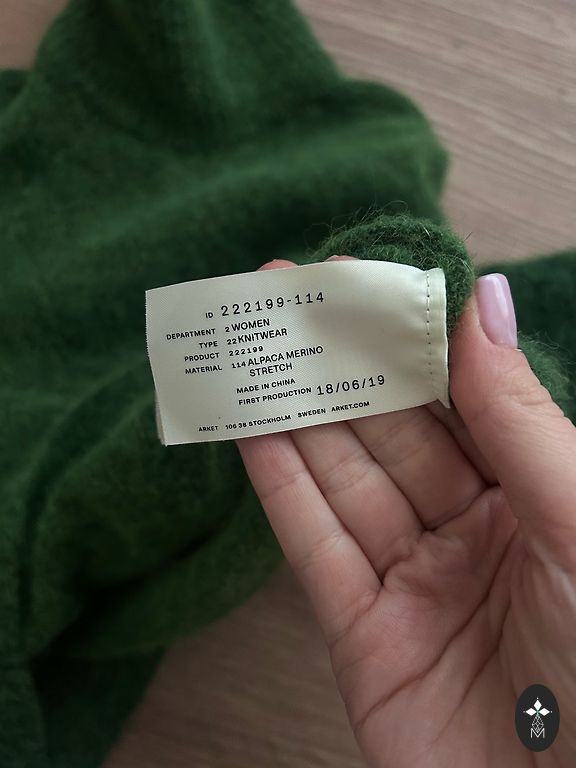 ID 222199-114
DEPARTMENT 2 WOMEN
TYPE 22 KNITWEAR
PRODUCT 222199
MATERIAL 114 ALPACA MERINO
STRETCH
MADE IN CHINA
FIRST PRODUCTION 18/06/19
ARKET 106 38 STOCKHOLM SWEDEN ARKET.COM
M